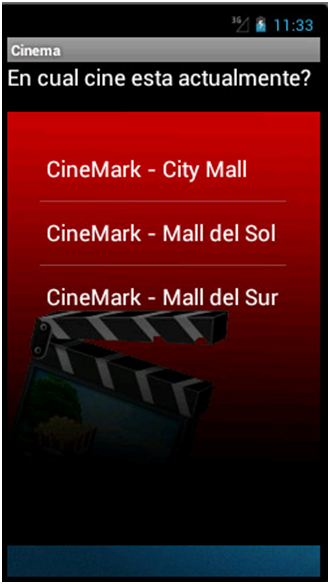 3G 11:33
Cinema
En cual cine esta actualmente?
CineMark - City Mall
CineMark - Mall del Sol
CineMark - Mall del Sur